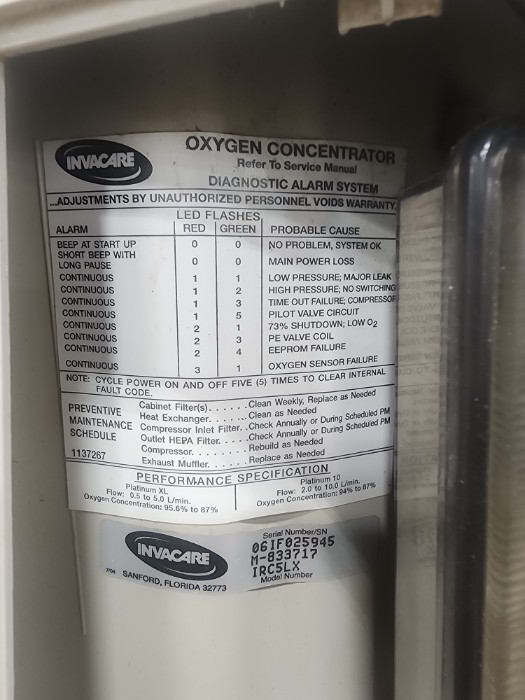 INVACARE
OXYGEN CONCENTRATOR
Refer To Service Manual
DIAGNOSTIC ALARM SYSTEM
...ADJUSTMENTS BY UNAUTHORIZED PERSONNEL VOIDS WARRANTY
LED FLASHES
ALARM RED GREEN PROBABLE CAUSE
BEEP AT START UP 0 0 NO PROBLEM, SYSTEM OK
SHORT BEEP WITH
LONG PAUSE 0 0 MAIN POWER LOSS
CONTINUOUS 1 1 LOW PRESSURE; MAJOR LEAK
CONTINUOUS 1 2 HIGH PRESSURE; NO SWITCHING
CONTINUOUS 1 3 TIME OUT FAILURE; COMPRESSOR
CONTINUOUS 1 5 PILOT VALVE CIRCUIT
CONTINUOUS 2 1 73% SHUTDOWN; LOW O2
CONTINUOUS 2 3 PE VALVE COIL
CONTINUOUS 2 4 EEPROM FAILURE
CONTINUOUS 3 1 OXYGEN SENSOR FAILURE
NOTE: CYCLE POWER ON AND OFF FIVE (5) TIMES TO CLEAR INTERNAL
FAULT CODE.
PREVENTIVE
MAINTENANCE
SCHEDULE
Cabinet Filter(s)......Clean Weekly, Replace as Needed
Heat Exchanger......Clean as Needed
Compressor Inlet Filter..Check Annually or During Scheduled PM
Outlet HEPA Filter.....Check Annually or During Scheduled PM
Compressor........Rebuild as Needed
Exhaust Muffler.......Replace as Needed
1137267
PERFORMANCE SPECIFICATION
Platinum XL
Flow: 0.5 to 5.0 L/min.
Oxygen Concentration: 95.6% to 87%
Platinum 10
Flow: 2.0 to 10.0 L/min.
Oxygen Concentration: 94% to 87%
INVACARE
7/04 SANFORD, FLORIDA 32773
Serial Number/SN
06IF025945
M-833717
IRC5LX
Model Number